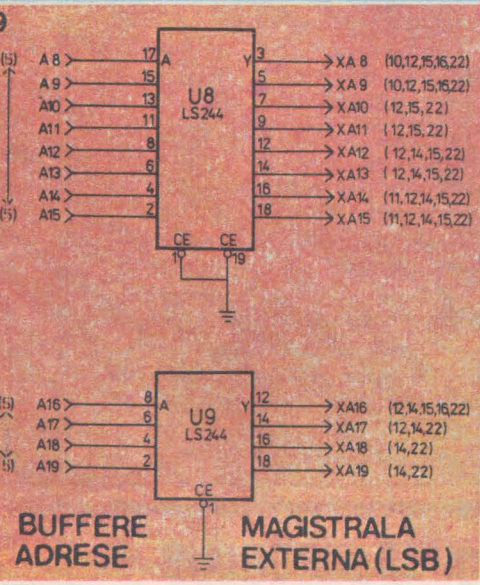 9
(5) A8 17 A Y 3 XA8 (10,12,15,16,22)
A9 15 5 XA9 (10,12,15,16,22)
A10 13 U8 7 XA10 (12,15,22)
A11 11 LS244 9 XA11 (12,15,22)
A12 8 12 XA12 (12,14,15,22)
A13 6 14 XA13 (12,14,15,22)
A14 4 16 XA14 (11,12,14,15,22)
(5) A15 2 18 XA15 (11,12,14,15,22)
CE CE
1 19
(5) A16 8 A Y 12 XA16 (12,14,15,16,22)
A17 6 U9 14 XA17 (12,14,22)
A18 4 LS244 16 XA18 (14,22)
(5) A19 2 18 XA19 (14,22)
CE
1
BUFFERE MAGISTRALA
ADRESE EXTERNA (LSB)